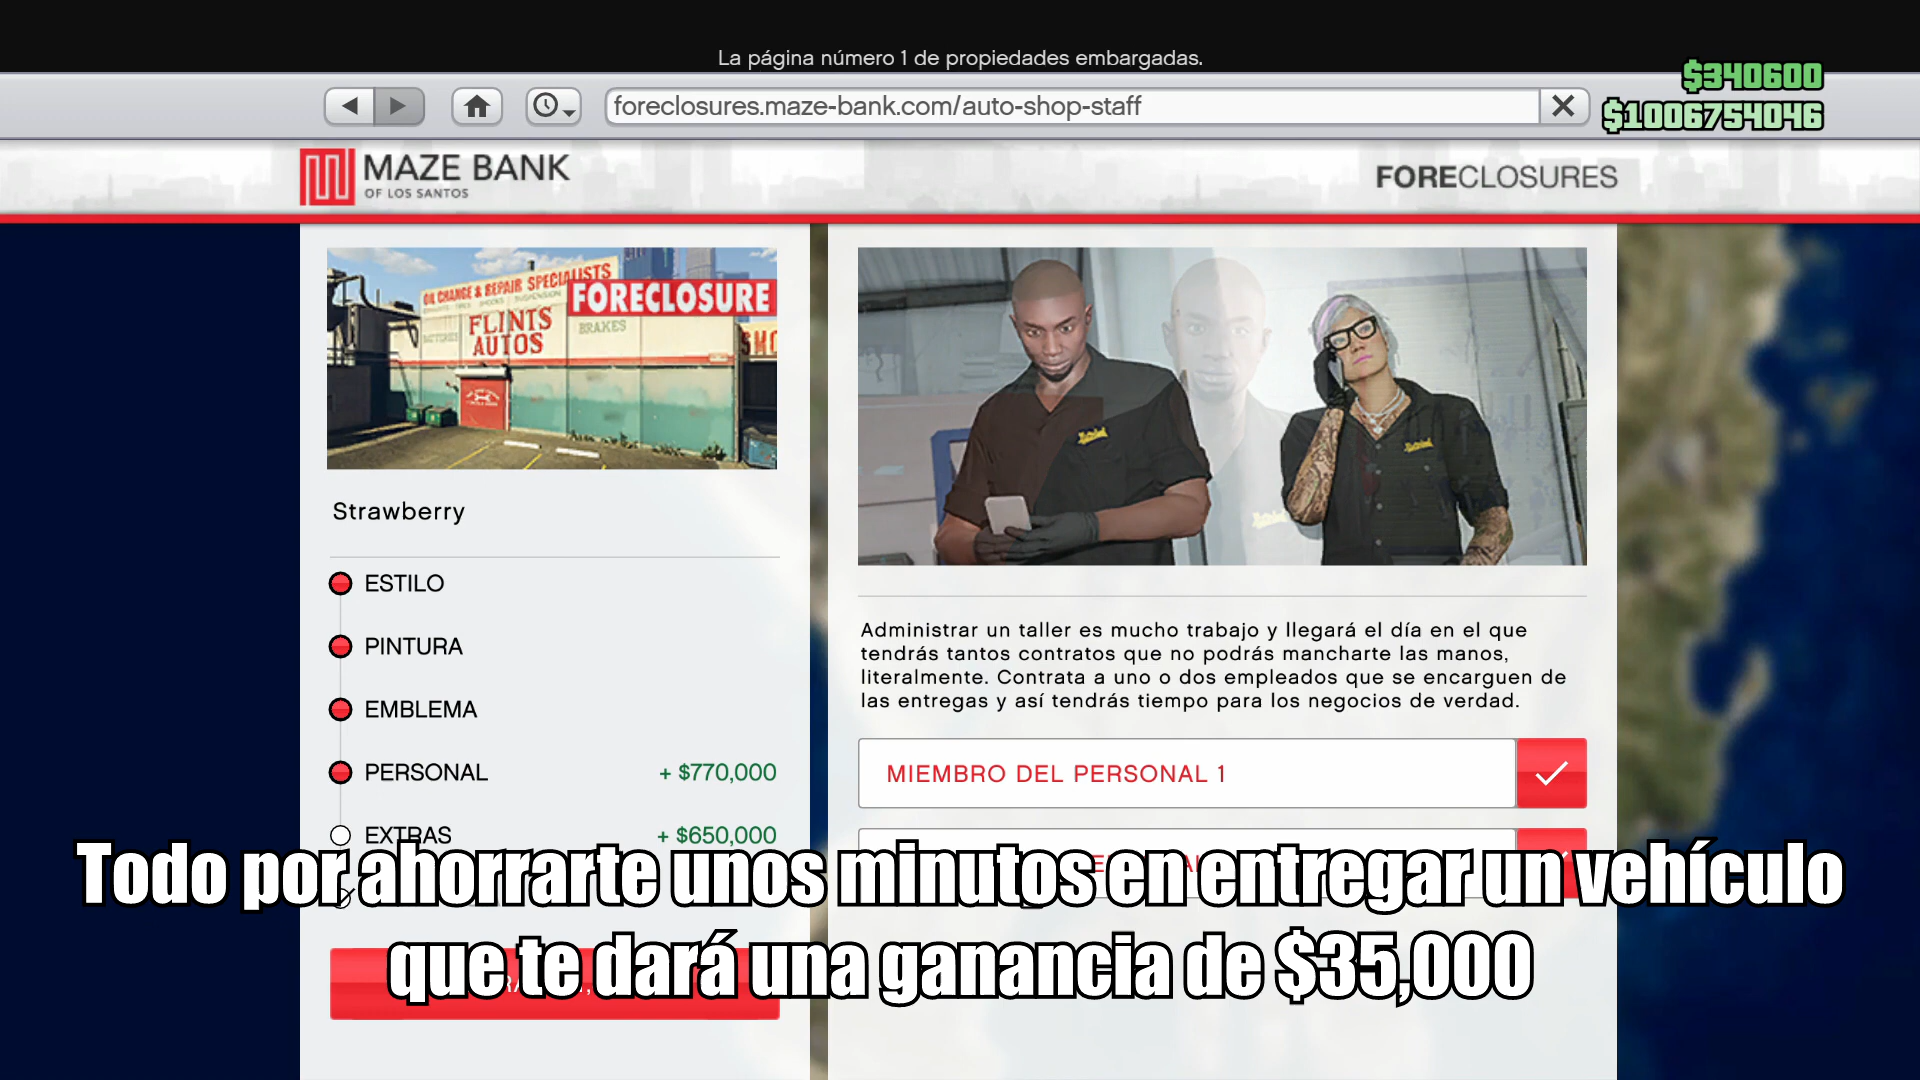 La página número 1 de propiedades embargadas.
$340600
foreclosures.maze-bank.com/auto-shop-staff
$1006754046
MAZE BANK
OF LOS SANTOS
FORECLOSURES
OIL CHANGE & REPAIR SPECIALISTS
FORECLOSURE
FLINTS
AUTOS
BRAKES
Strawberry
ESTILO
PINTURA
EMBLEMA
PERSONAL + $770,000
EXTRAS + $650,000
Administrar un taller es mucho trabajo y llegará el día en el que
tendrás tantos contratos que no podrás mancharte las manos,
literalmente. Contrata a uno o dos empleados que se encarguen de
las entregas y así tendrás tiempo para los negocios de verdad.
MIEMBRO DEL PERSONAL 1
Todo por ahorrarte unos minutos en entregar un vehículo
que te dará una ganancia de $35,000